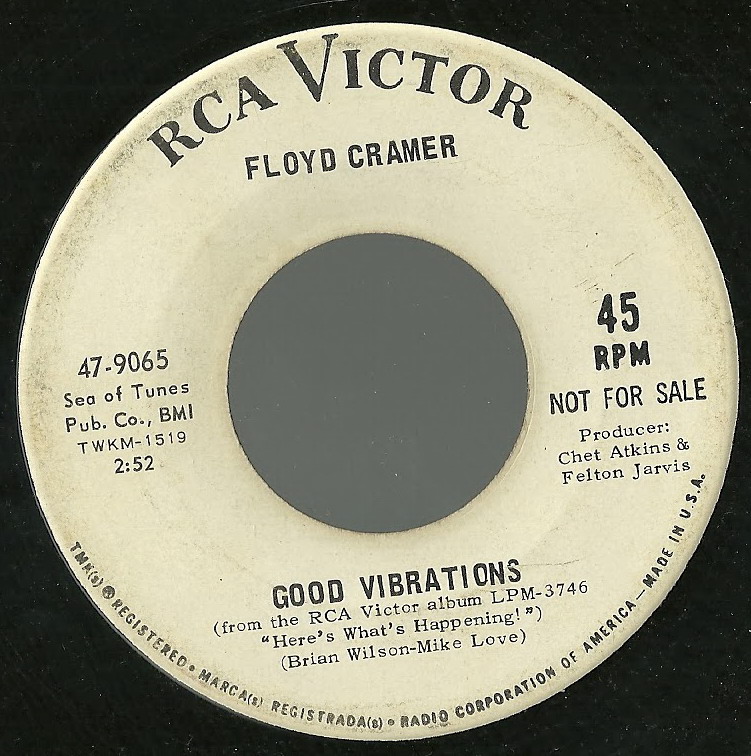 RCA VICTOR
FLOYD CRAMER
47-9065
Sea of Tunes
Pub. Co., BMI
TWKM-1519
2:52
45
RPM
NOT FOR SALE
Producer:
Chet Atkins &
Felton Jarvis
GOOD VIBRATIONS
(from the RCA Victor album LPM-3746
"Here's What's Happening!")
(Brian Wilson-Mike Love)
TMK(s) ® REGISTERED • MARCA(s) REGISTRADA(s) • RADIO CORPORATION OF AMERICA — MADE IN U.S.A.